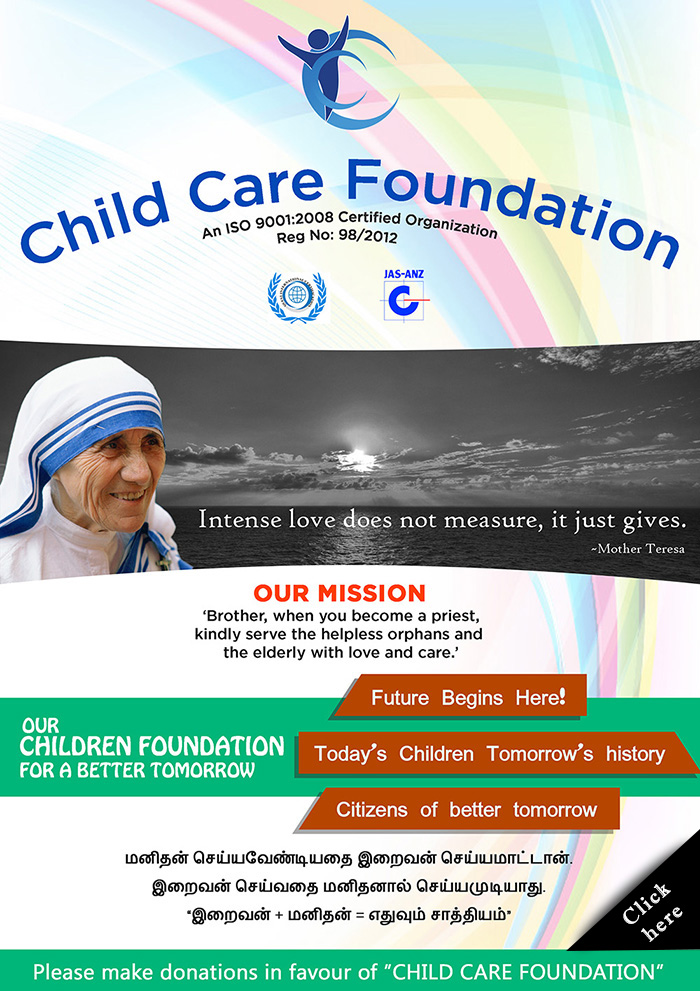 Child Care Foundation
An ISO 9001:2008 Certified Organization
Reg No: 98/2012
JAS-ANZ
Intense love does not measure, it just gives.
~Mother Teresa
OUR MISSION
‘Brother, when you become a priest,
kindly serve the helpless orphans and
the elderly with love and care.’
Future Begins Here!
OUR
CHILDREN FOUNDATION
FOR A BETTER TOMORROW
Today's Children Tomorrow's history
Citizens of better tomorrow
மனிதன் செய்யவேண்டியதை இறைவன் செய்யமாட்டான்.
இறைவன் செய்வதை மனிதனால் செய்யமுடியாது.
"இறைவன் + மனிதன் = எதுவும் சாத்தியம்"
Click
here
Please make donations in favour of "CHILD CARE FOUNDATION"